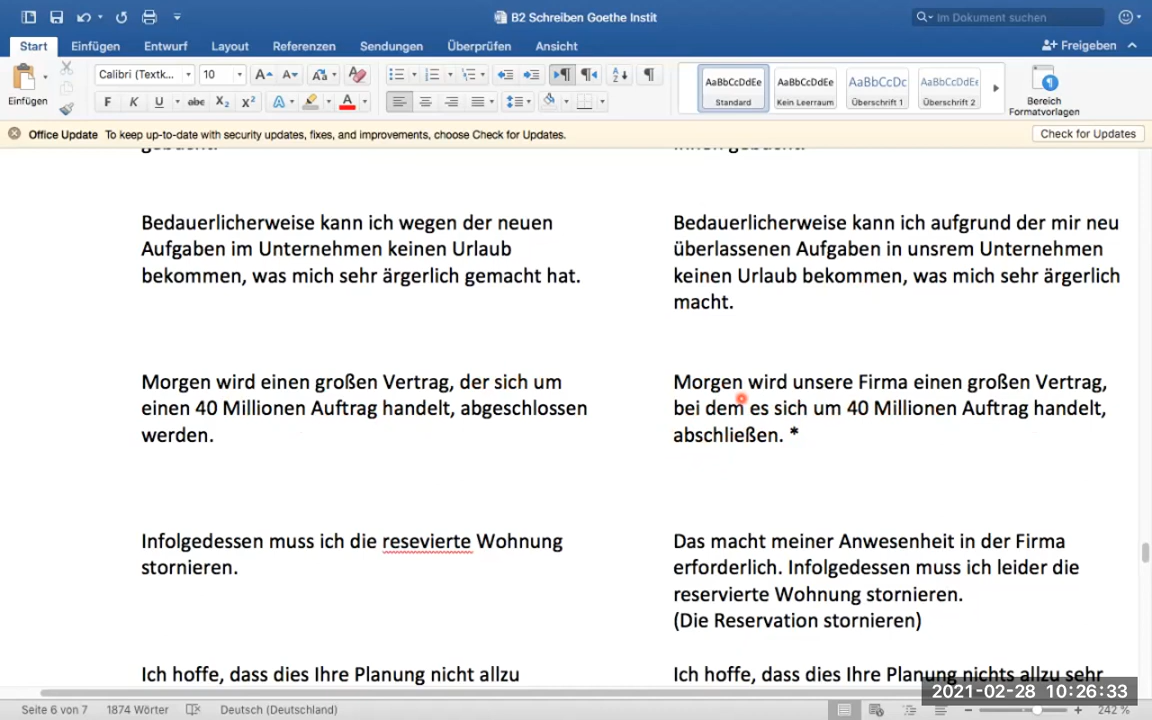 B2 Schreiben Goethe Instit
Im Dokument suchen
Start Einfügen Entwurf Layout Referenzen Sendungen Überprüfen Ansicht
Freigeben
Calibri (Textk... 10
AaBbCcDdEe AaBbCcDdEe AaBbCcDc AaBbCcDdEe
Einfügen
F K U abc X₂ X²
Standard Kein Leerraum Überschrift 1 Überschrift 2
Bereich
Formatvorlagen
Office Update To keep up-to-date with security updates, fixes, and improvements, choose Check for Updates.
Check for Updates
Bedauerlicherweise kann ich wegen der neuen
Aufgaben im Unternehmen keinen Urlaub
bekommen, was mich sehr ärgerlich gemacht hat.
Bedauerlicherweise kann ich aufgrund der mir neu
überlassenen Aufgaben in unsrem Unternehmen
keinen Urlaub bekommen, was mich sehr ärgerlich
macht.
Morgen wird einen großen Vertrag, der sich um
einen 40 Millionen Auftrag handelt, abgeschlossen
werden.
Morgen wird unsere Firma einen großen Vertrag,
bei dem es sich um 40 Millionen Auftrag handelt,
abschließen. *
Infolgedessen muss ich die resevierte Wohnung
stornieren.
Das macht meiner Anwesenheit in der Firma
erforderlich. Infolgedessen muss ich leider die
reservierte Wohnung stornieren.
(Die Reservation stornieren)
Ich hoffe, dass dies Ihre Planung nicht allzu
Ich hoffe, dass dies Ihre Planung nichts allzu sehr
2021-02-28 10:26:33
Seite 6 von 7 1874 Wörter Deutsch (Deutschland)
242 %